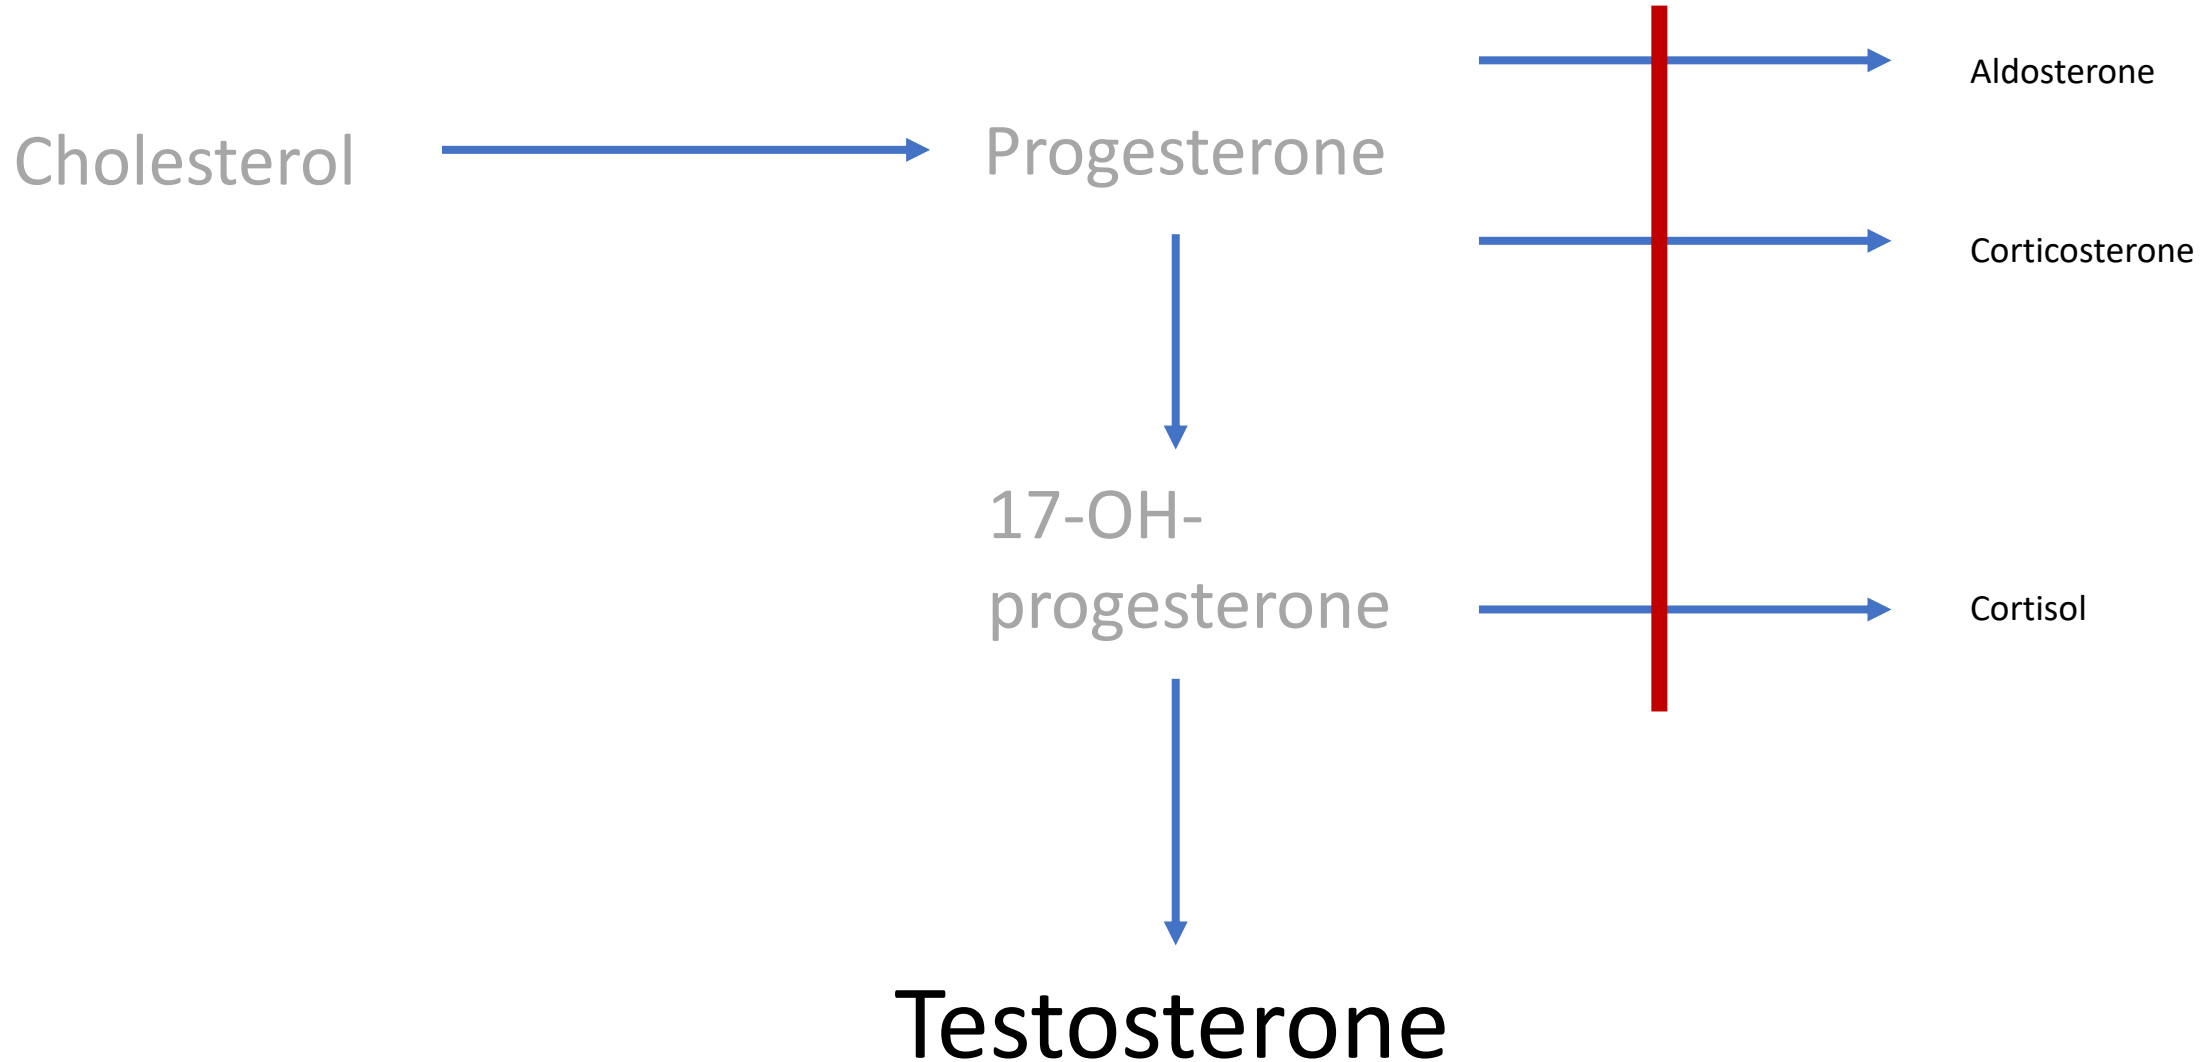 Aldosterone
Cholesterol
Progesterone
Corticosterone
17-OH-
progesterone
Cortisol
Testosterone